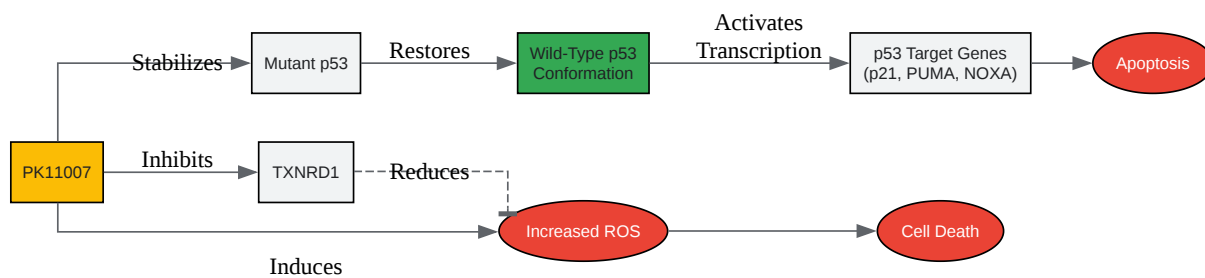 Activates
Transcription
Stabilizes
Mutant p53
Restores
Wild-Type p53
Conformation
p53 Target Genes
(p21, PUMA, NOXA)
Apoptosis
PK11007
Inhibits
TXNRD1
Reduces
Increased ROS
Cell Death
Induces